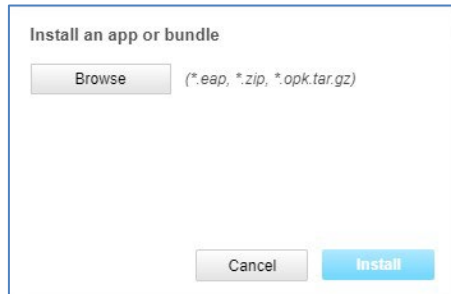 Install an app or bundle
Browse (*.eap, *.zip, *.opk.tar.gz)
Cancel Install